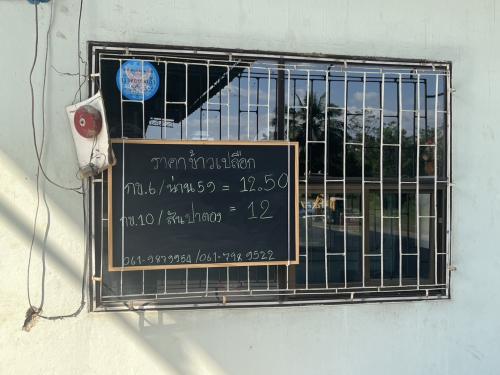 ราคาข้าวเปลือก
กข.6/น่าน59 = 12.50
กข.10/สันป่าตอง = 12
061-9879954/061-798 9522